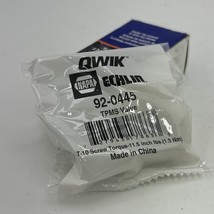 QWIK
NAPA ECHLIN
92-0445
TPMS Valve
T-10 Screw Torque-11.5 inch lbs (1.3 Nm)
Made in China